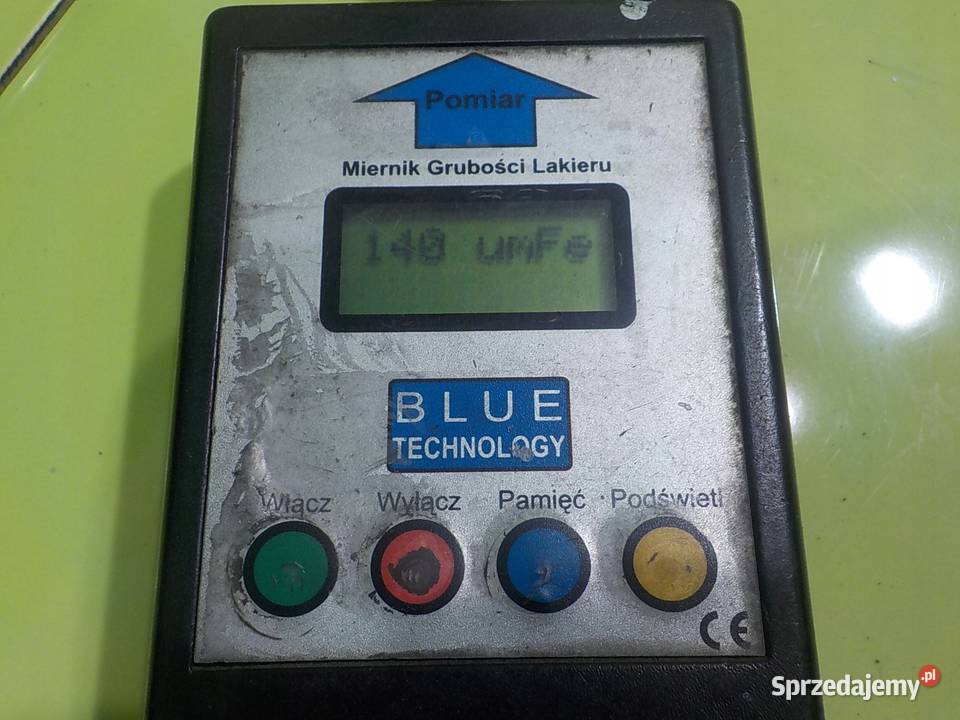 Pomiar
Miernik Grubości Lakieru
140 umFe
BLUE
TECHNOLOGY
Włącz Wyłącz Pamięć Podświetl
CE
Sprzedajemy.pl